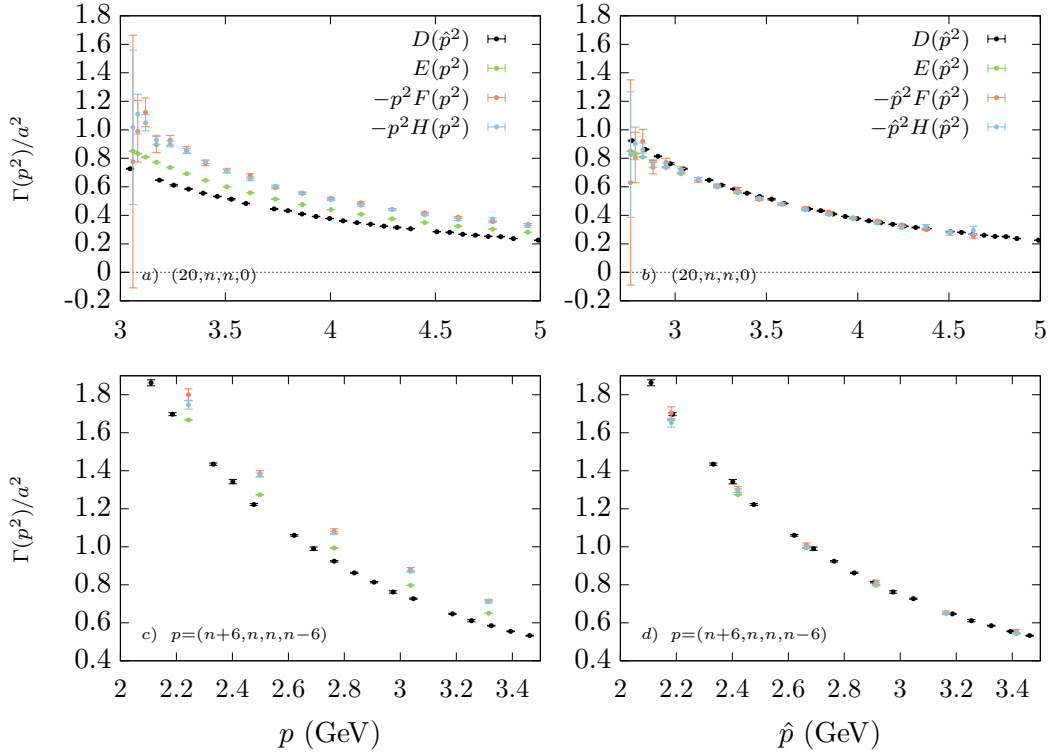 1.8
1.6
1.4
1.2
1.0
0.8
0.6
0.4
0.2
0
-0.2
Γ(p²)/a²
D(p̂²)
E(p²)
−p²F(p²)
−p²H(p²)
a) (20,n,n,0)
3 3.5 4 4.5 5
1.8
1.6
1.4
1.2
1.0
0.8
0.6
0.4
0.2
0
-0.2
D(p̂²)
E(p̂²)
−p̂²F(p̂²)
−p̂²H(p̂²)
b) (20,n,n,0)
3 3.5 4 4.5 5
1.8
1.6
1.4
1.2
1.0
0.8
0.6
0.4
Γ(p²)/a²
c) p=(n+6,n,n,n−6)
2 2.2 2.4 2.6 2.8 3 3.2 3.4
p (GeV)
1.8
1.6
1.4
1.2
1.0
0.8
0.6
0.4
d) p=(n+6,n,n,n−6)
2 2.2 2.4 2.6 2.8 3 3.2 3.4
p̂ (GeV)